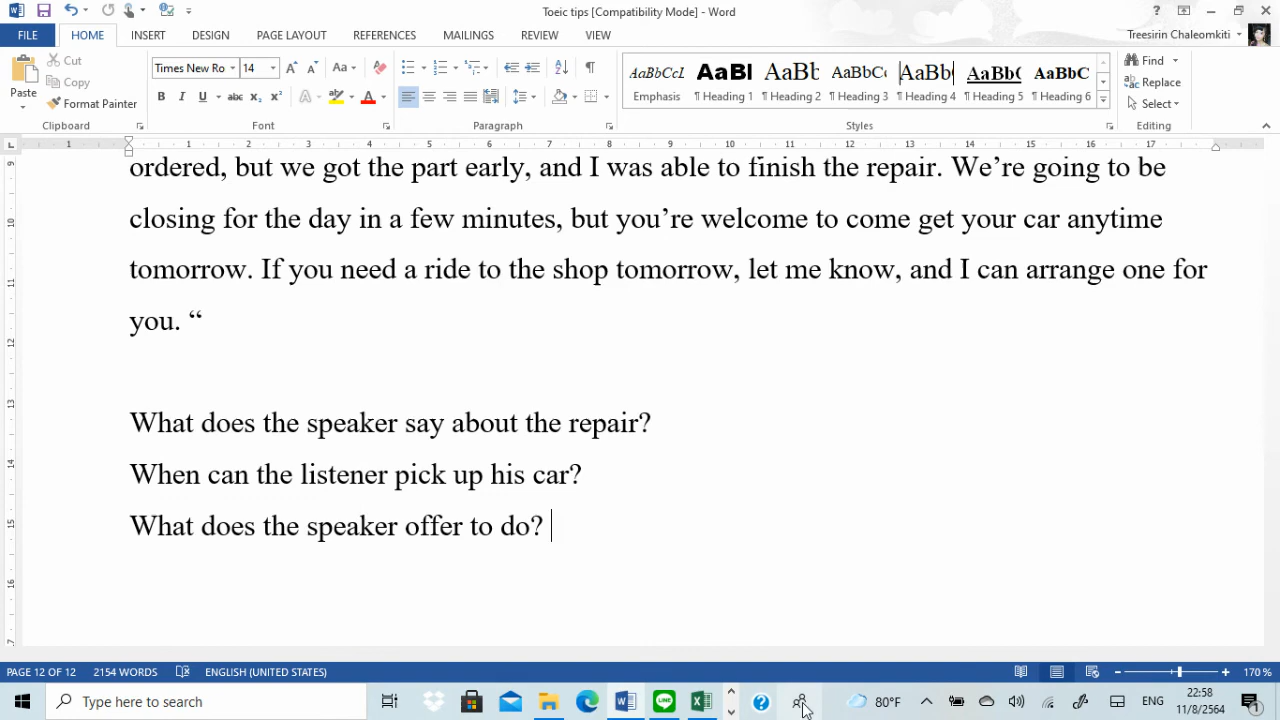 Toeic tips [Compatibility Mode] - Word
FILE HOME INSERT DESIGN PAGE LAYOUT REFERENCES MAILINGS REVIEW VIEW Treesirin Chaleomkiti
Paste
Cut
Copy
Format Painter
Times New Ro 14
AaBbCcL AaBl AaBb AaBbCc AaBb AaBb( AaBbC
Emphasis ¶ Heading 1 ¶ Heading 2 ¶ Heading 3 ¶ Heading 4 ¶ Heading 5 ¶ Heading 6
Find
Replace
Select
Clipboard Font Paragraph Styles Editing
ordered, but we got the part early, and I was able to finish the repair. We’re going to be
closing for the day in a few minutes, but you’re welcome to come get your car anytime
tomorrow. If you need a ride to the shop tomorrow, let me know, and I can arrange one for
you. “
What does the speaker say about the repair?
When can the listener pick up his car?
What does the speaker offer to do?
PAGE 12 OF 12 2154 WORDS ENGLISH (UNITED STATES) 170 %
Type here to search
80°F
ENG
22:58
11/8/2564